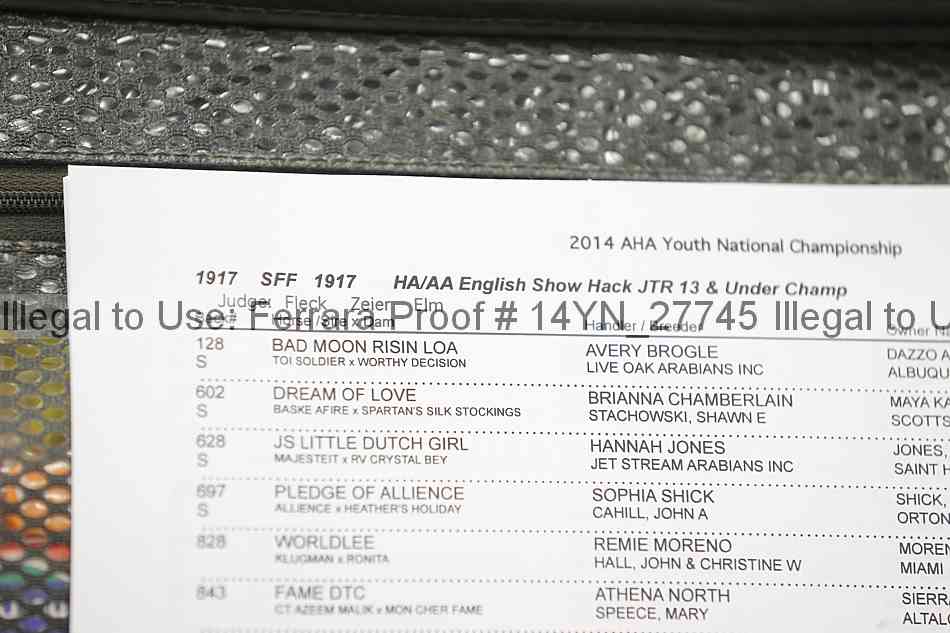 2014 AHA Youth National Championship
1917 SFF 1917 HA/AA English Show Hack JTR 13 & Under Champ
Judge: Fleck Zeier Elm
Illegal to Use: Ferrara Proof # 14YN_27745 Illegal to U
Horse / Sire x Dam Handler / Breeder Owner Na
128 BAD MOON RISIN LOA AVERY BROGLE DAZZO A
S TOI SOLDIER x WORTHY DECISION LIVE OAK ARABIANS INC ALBUQU
602 DREAM OF LOVE BRIANNA CHAMBERLAIN MAYA KA
S BASKE AFIRE x SPARTAN'S SILK STOCKINGS STACHOWSKI, SHAWN E SCOTTS
628 JS LITTLE DUTCH GIRL HANNAH JONES JONES,
S MAJESTEIT x RV CRYSTAL BEY JET STREAM ARABIANS INC SAINT H
697 PLEDGE OF ALLIENCE SOPHIA SHICK SHICK,
S ALLIENCE x HEATHER'S HOLIDAY CAHILL, JOHN A ORTON
828 WORLDLEE REMIE MORENO MOREN
KLUGMAN x RONITA HALL, JOHN & CHRISTINE W MIAMI
843 FAME DTC ATHENA NORTH SIERRA
CT AZEEM MALIK x MON CHER FAME SPEECE, MARY ALTALO